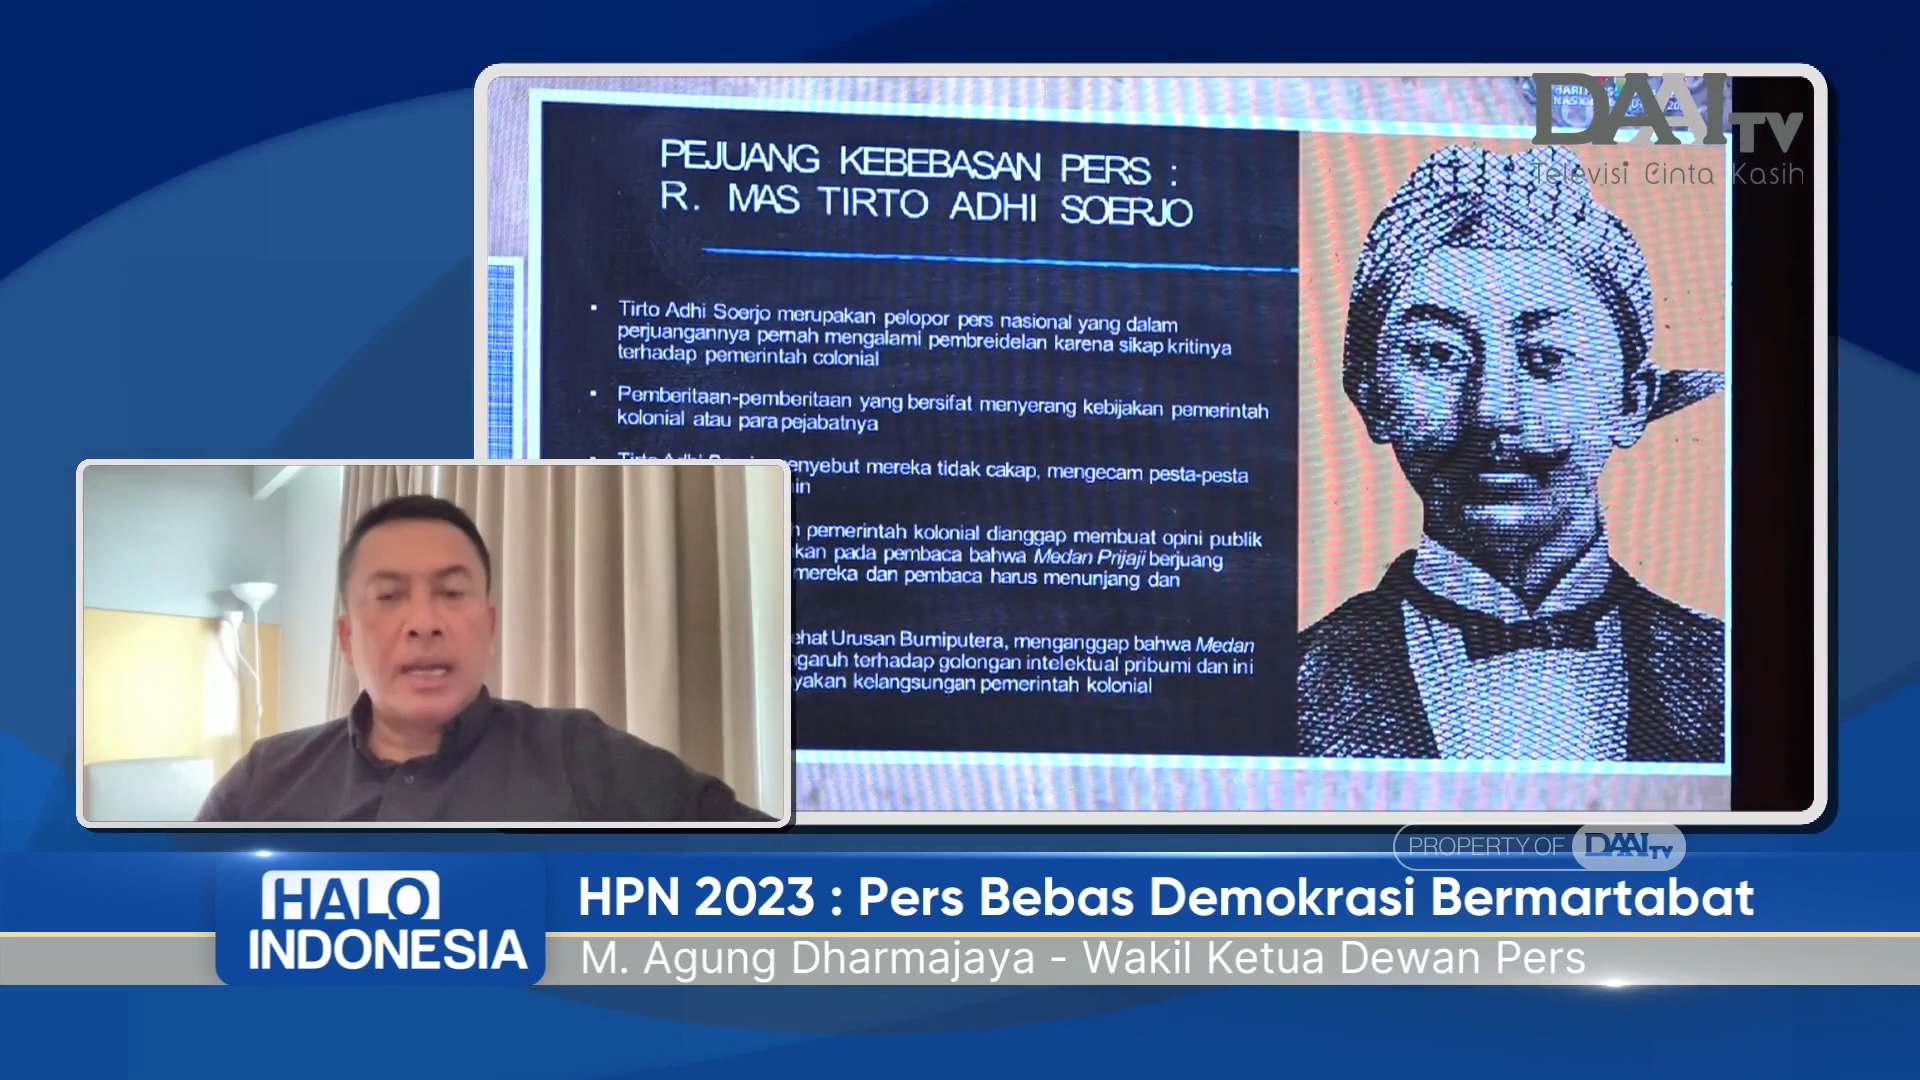 DAAI TV
Televisi Cinta Kasih
PEJUANG KEBEBASAN PERS :
R. MAS TIRTO ADHI SOERJO
Tirto Adhi Soerjo merupakan pelopor pers nasional yang dalam
perjuangannya pernah mengalami pembreidelan karena sikap kritinya
terhadap pemerintah colonial
Pemberitaan-pemberitaan yang bersifat menyerang kebijakan pemerintah
kolonial atau para pejabatnya
enyebut mereka tidak cakap, mengecam pesta-pesta
in
pemerintah kolonial dianggap membuat opini publik
kan pada pembaca bahwa Medan Prijaji berjuang
mereka dan pembaca harus menunjang dan
ehat Urusan Bumiputera, menganggap bahwa Medan
ngaruh terhadap golongan intelektual pribumi dan ini
yakan kelangsungan pemerintah kolonial
PROPERTY OF DAAI TV
HALO
INDONESIA
HPN 2023 : Pers Bebas Demokrasi Bermartabat
M. Agung Dharmajaya - Wakil Ketua Dewan Pers